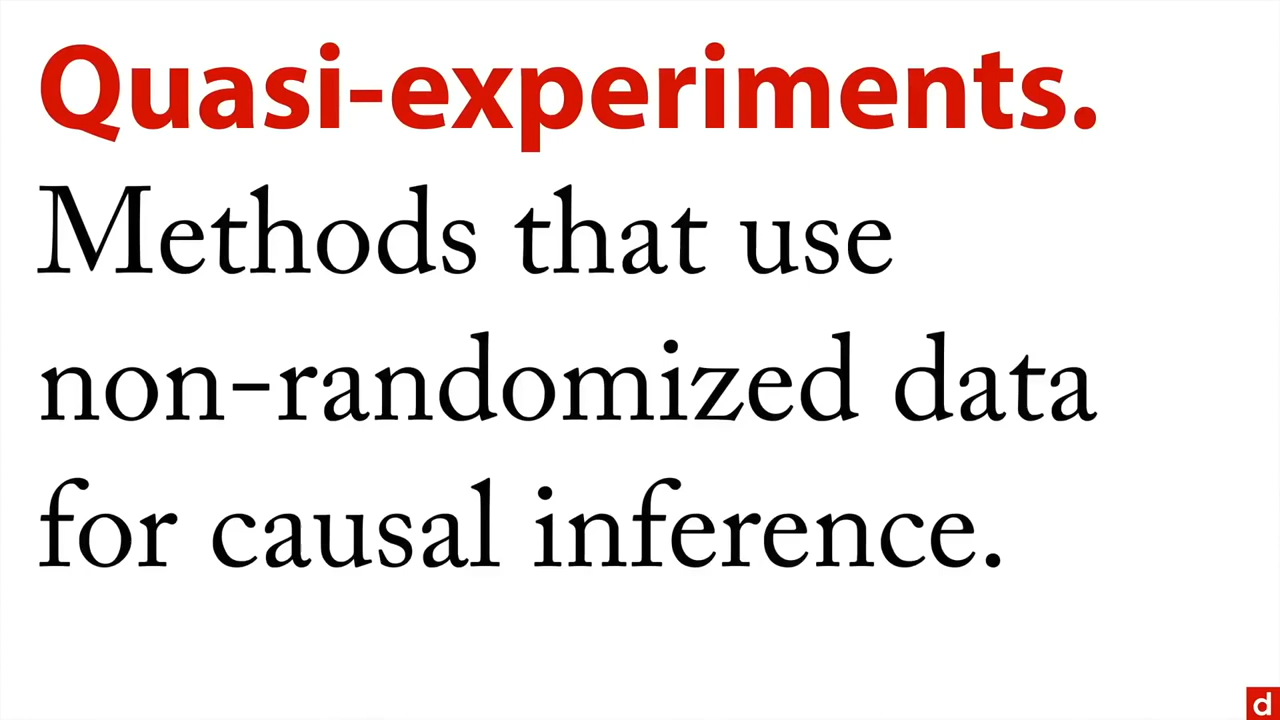 Quasi-experiments.
Methods that use
non-randomized data
for causal inference.
d